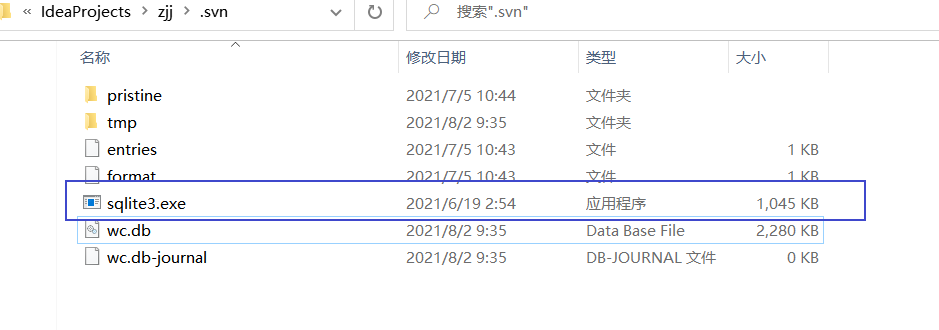 « IdeaProjects › zjj › .svn
搜索".svn"
名称 修改日期 类型 大小
pristine 2021/7/5 10:44 文件夹
tmp 2021/8/2 9:35 文件夹
entries 2021/7/5 10:43 文件 1 KB
format 2021/7/5 10:43 文件 1 KB
sqlite3.exe 2021/6/19 2:54 应用程序 1,045 KB
wc.db 2021/8/2 9:35 Data Base File 2,280 KB
wc.db-journal 2021/8/2 9:35 DB-JOURNAL 文件 0 KB